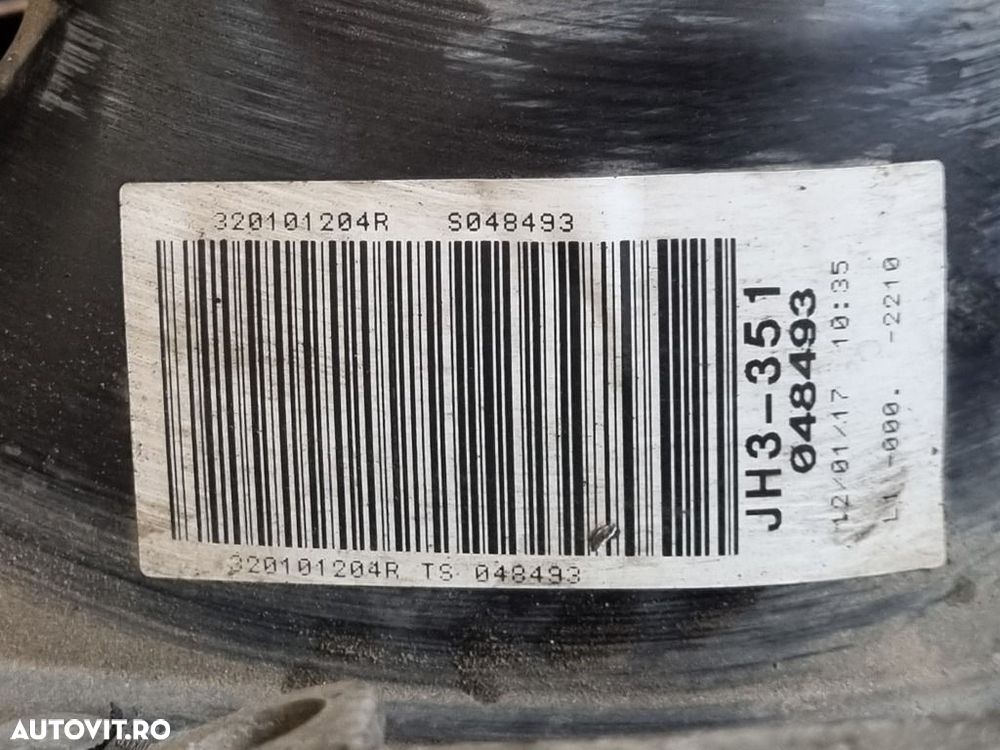 320101204R S048493
320101204R TS 048493
JH3-351
048493
12/01/17 10:35
L1 -000. -2210
AUTOVIT.RO